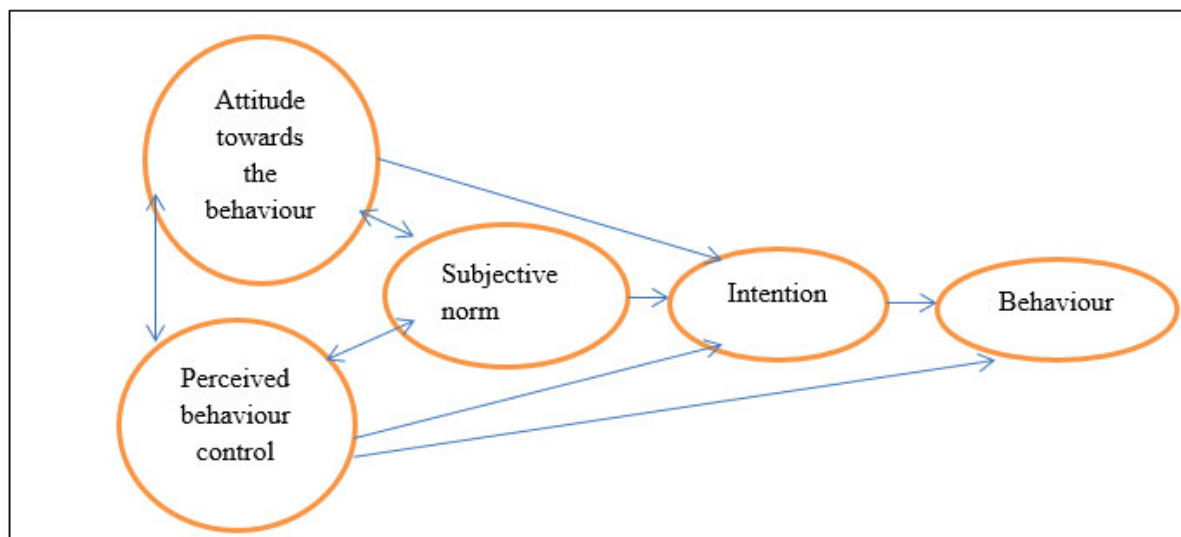 Attitude
towards
the
behaviour
Subjective
norm
Intention
Behaviour
Perceived
behaviour
control